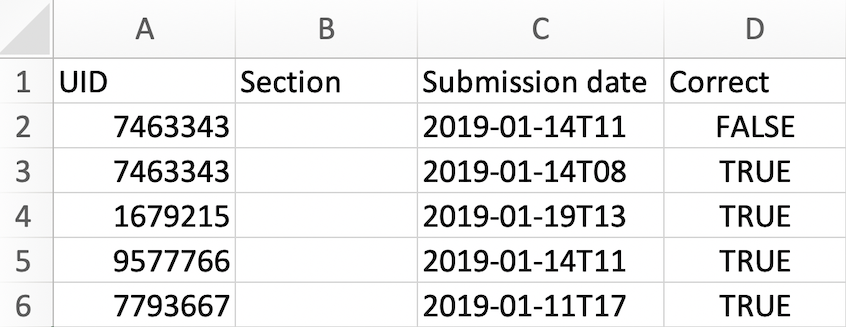 A B C D
1 UID Section Submission date Correct
2 7463343 2019-01-14T11 FALSE
3 7463343 2019-01-14T08 TRUE
4 1679215 2019-01-19T13 TRUE
5 9577766 2019-01-14T11 TRUE
6 7793667 2019-01-11T17 TRUE